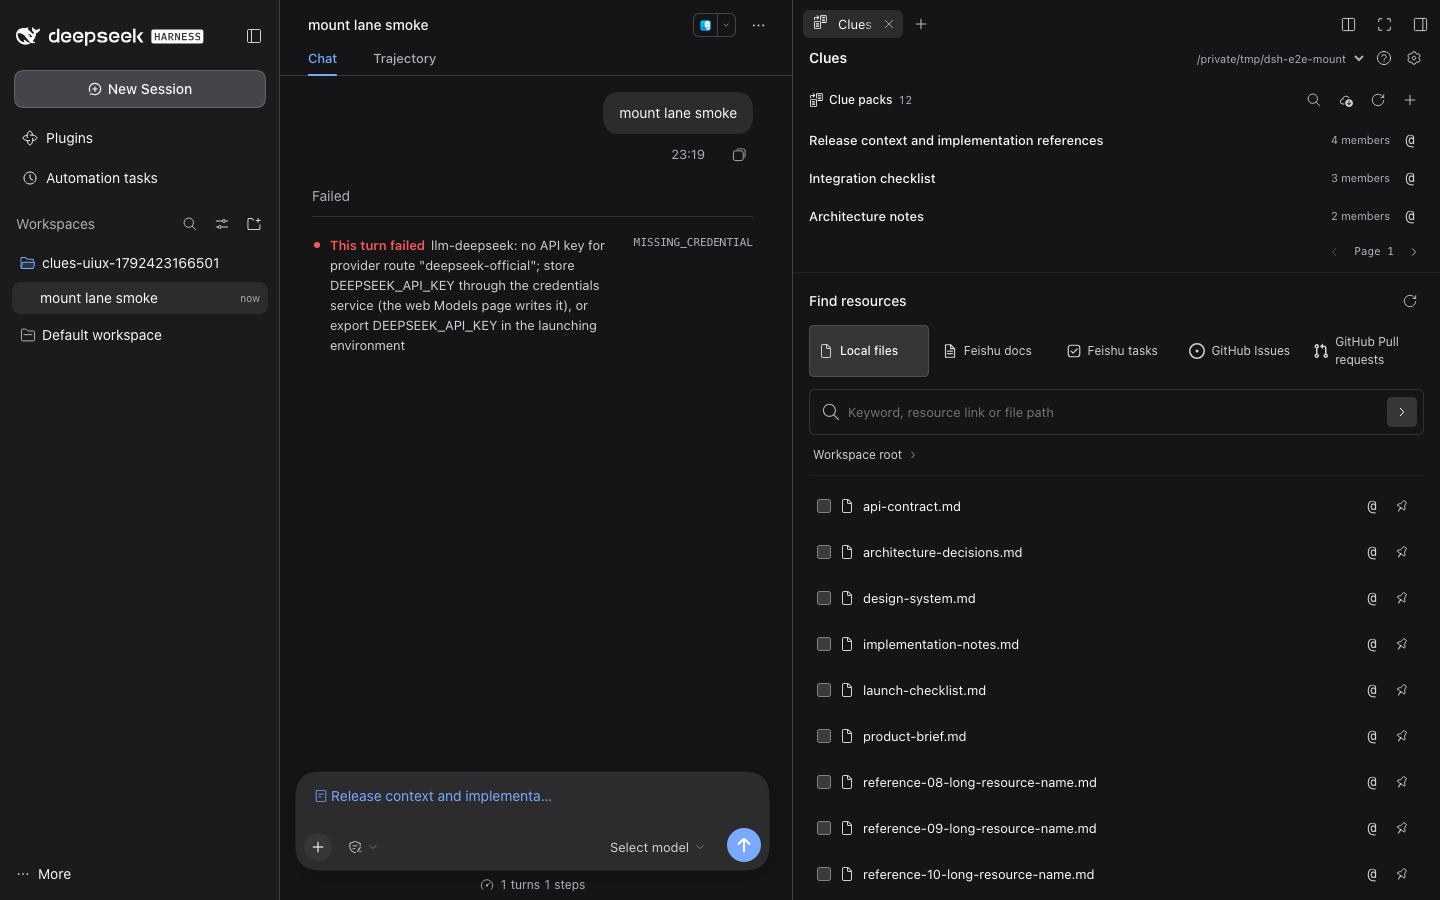 deepseek HARNESS
New Session
Plugins
Automation tasks
Workspaces
clues-uiux-1792423166501
mount lane smoke now
Default workspace
More
mount lane smoke
Chat Trajectory
mount lane smoke
23:19
Failed
This turn failed llm-deepseek: no API key for
provider route "deepseek-official"; store
DEEPSEEK_API_KEY through the credentials
service (the web Models page writes it), or
export DEEPSEEK_API_KEY in the launching
environment
MISSING_CREDENTIAL
Release context and implementa...
Select model
1 turns 1 steps
Clues
Clues /private/tmp/dsh-e2e-mount
Clue packs 12
Release context and implementation references 4 members @
Integration checklist 3 members @
Architecture notes 2 members @
Page 1
Find resources
Local files
Feishu docs
Feishu tasks
GitHub Issues
GitHub Pull
requests
Keyword, resource link or file path
Workspace root
api-contract.md @
architecture-decisions.md @
design-system.md @
implementation-notes.md @
launch-checklist.md @
product-brief.md @
reference-08-long-resource-name.md @
reference-09-long-resource-name.md @
reference-10-long-resource-name.md @